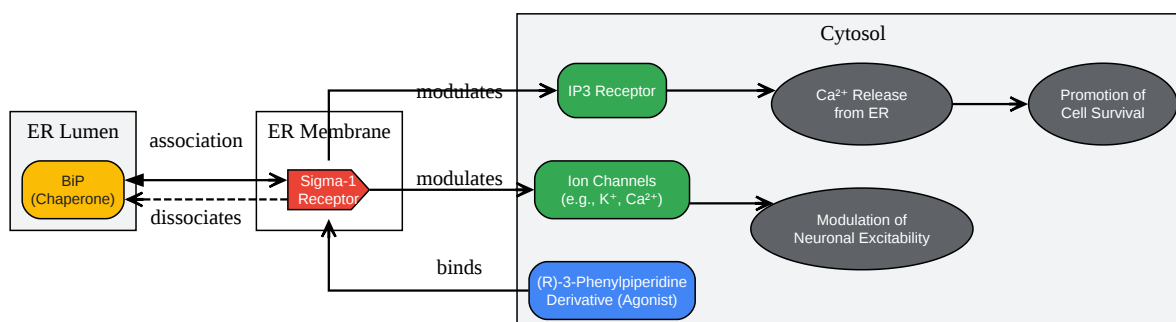 Cytosol
modulates
IP3 Receptor
Ca²⁺ Release
from ER
Promotion of
Cell Survival
ER Lumen
association
ER Membrane
BiP
(Chaperone)
Sigma-1
Receptor
modulates
Ion Channels
(e.g., K⁺, Ca²⁺)
dissociates
Modulation of
Neuronal Excitability
binds
(R)-3-Phenylpiperidine
Derivative (Agonist)